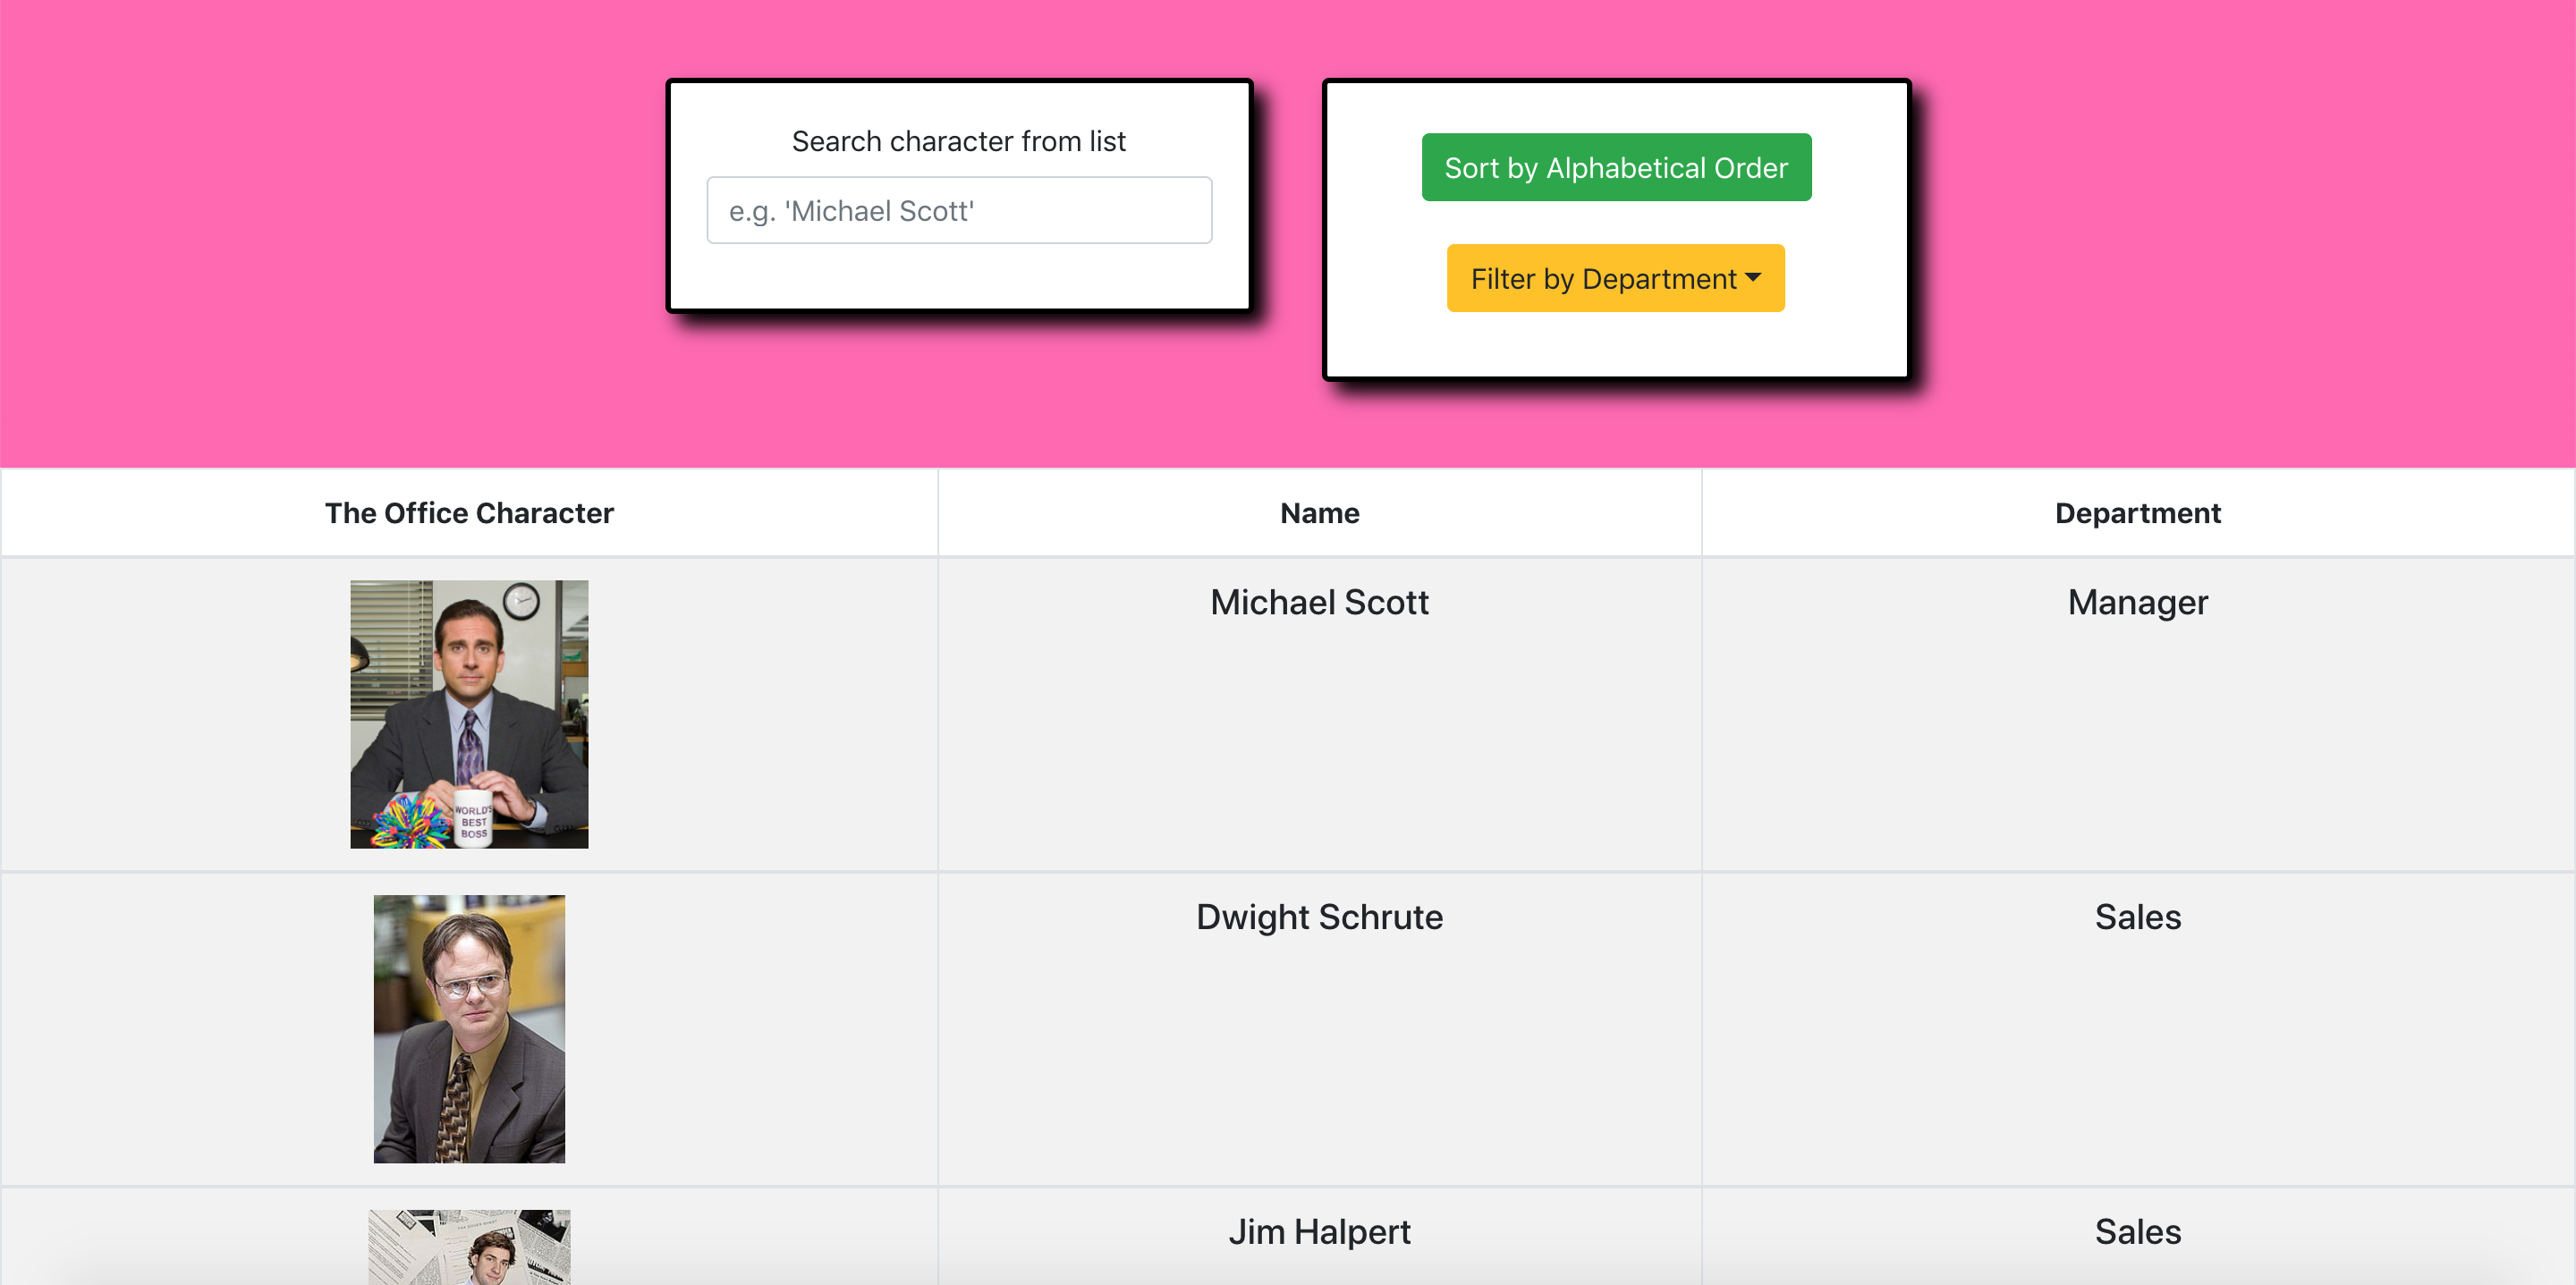 Search character from list
e.g. 'Michael Scott'
Sort by Alphabetical Order
Filter by Department
The Office Character
Name
Department
Michael Scott
Manager
WORLD'S
BEST
BOSS
Dwight Schrute
Sales
Jim Halpert
Sales